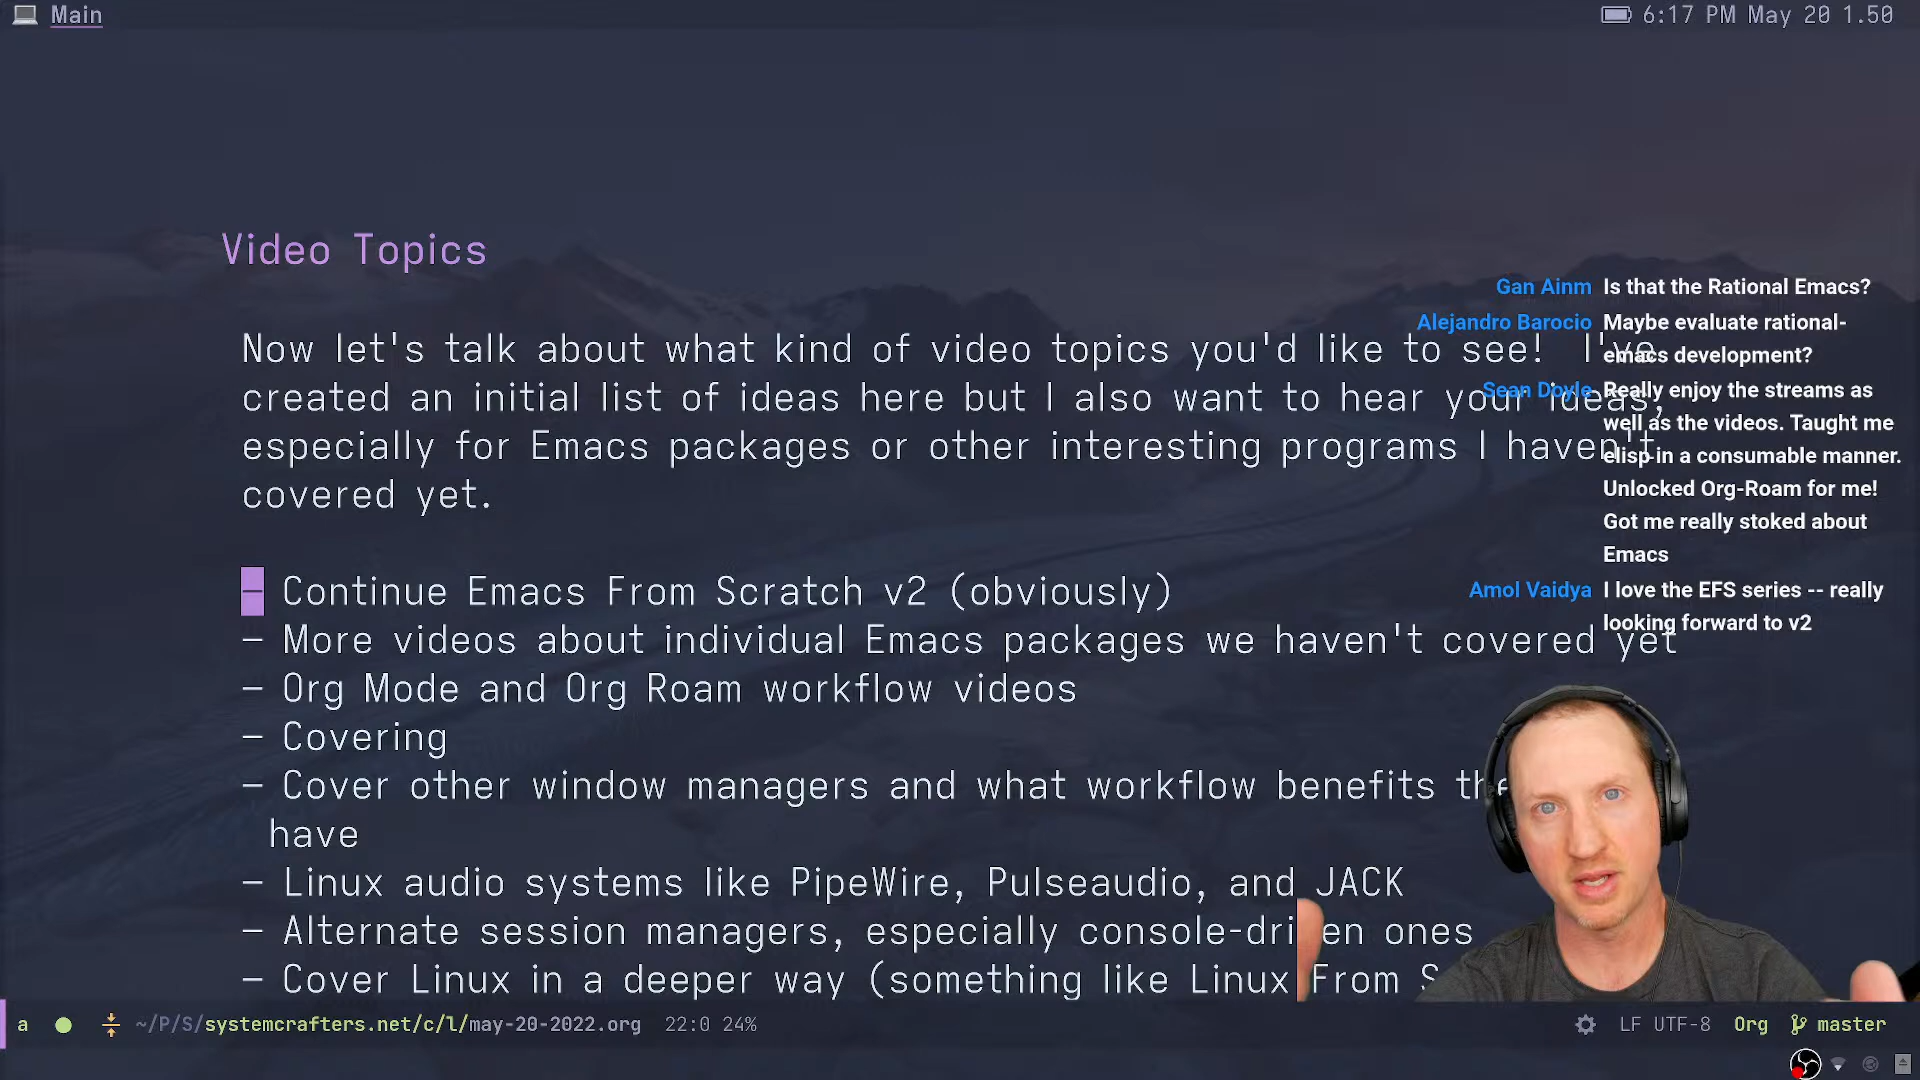 Main
6:17 PM May 20 1.50
Video Topics
Now let's talk about what kind of video topics you'd like to see! I've
created an initial list of ideas here but I also want to hear your ideas,
especially for Emacs packages or other interesting programs I haven't
covered yet.
– Continue Emacs From Scratch v2 (obviously)
– More videos about individual Emacs packages we haven't covered yet
– Org Mode and Org Roam workflow videos
– Covering
– Cover other window managers and what workflow benefits the
have
– Linux audio systems like PipeWire, Pulseaudio, and JACK
– Alternate session managers, especially console-driven ones
– Cover Linux in a deeper way (something like Linux From S
Gan Ainm Is that the Rational Emacs?
Alejandro Barocio Maybe evaluate rational-
emacs development?
Sean Doyle Really enjoy the streams as
well as the videos. Taught me
elisp in a consumable manner.
Unlocked Org-Roam for me!
Got me really stoked about
Emacs
Amol Vaidya I love the EFS series -- really
looking forward to v2
a ~/P/S/systemcrafters.net/c/l/may-20-2022.org 22:0 24%
LF UTF-8 Org master